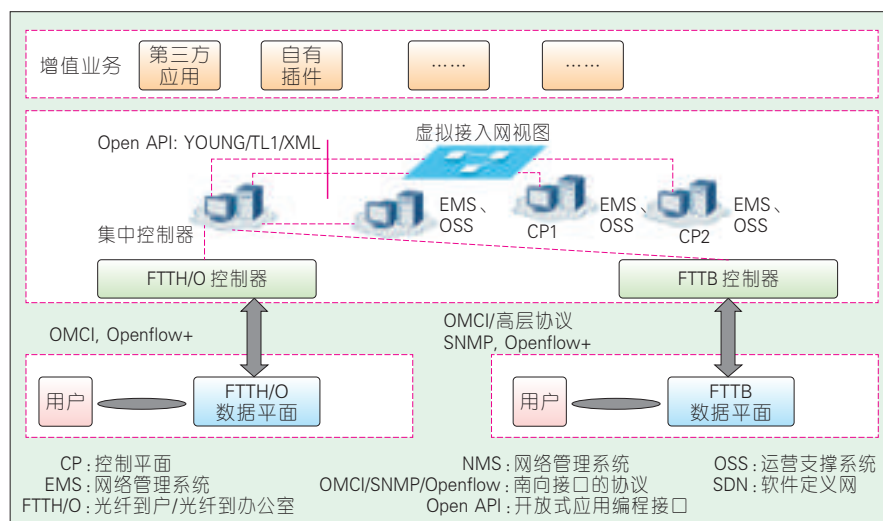 增值业务
第三方
应用
自有
插件
……
……
Open API: YOUNG/TL1/XML
虚拟接入网视图
集中控制器
EMS、
OSS
CP1
EMS、
OSS
CP2
EMS、
OSS
FTTH/O 控制器
FTTB 控制器
OMCI, Openflow+
OMCI/高层协议
SNMP, Openflow+
用户
FTTH/O
数据平面
用户
FTTB
数据平面
CP:控制平面
EMS:网络管理系统
FTTH/O:光纤到户/光纤到办公室
NMS:网络管理系统
OMCI/SNMP/Openflow:南向接口的协议
Open API:开放式应用编程接口
OSS:运营支撑系统
SDN:软件定义网